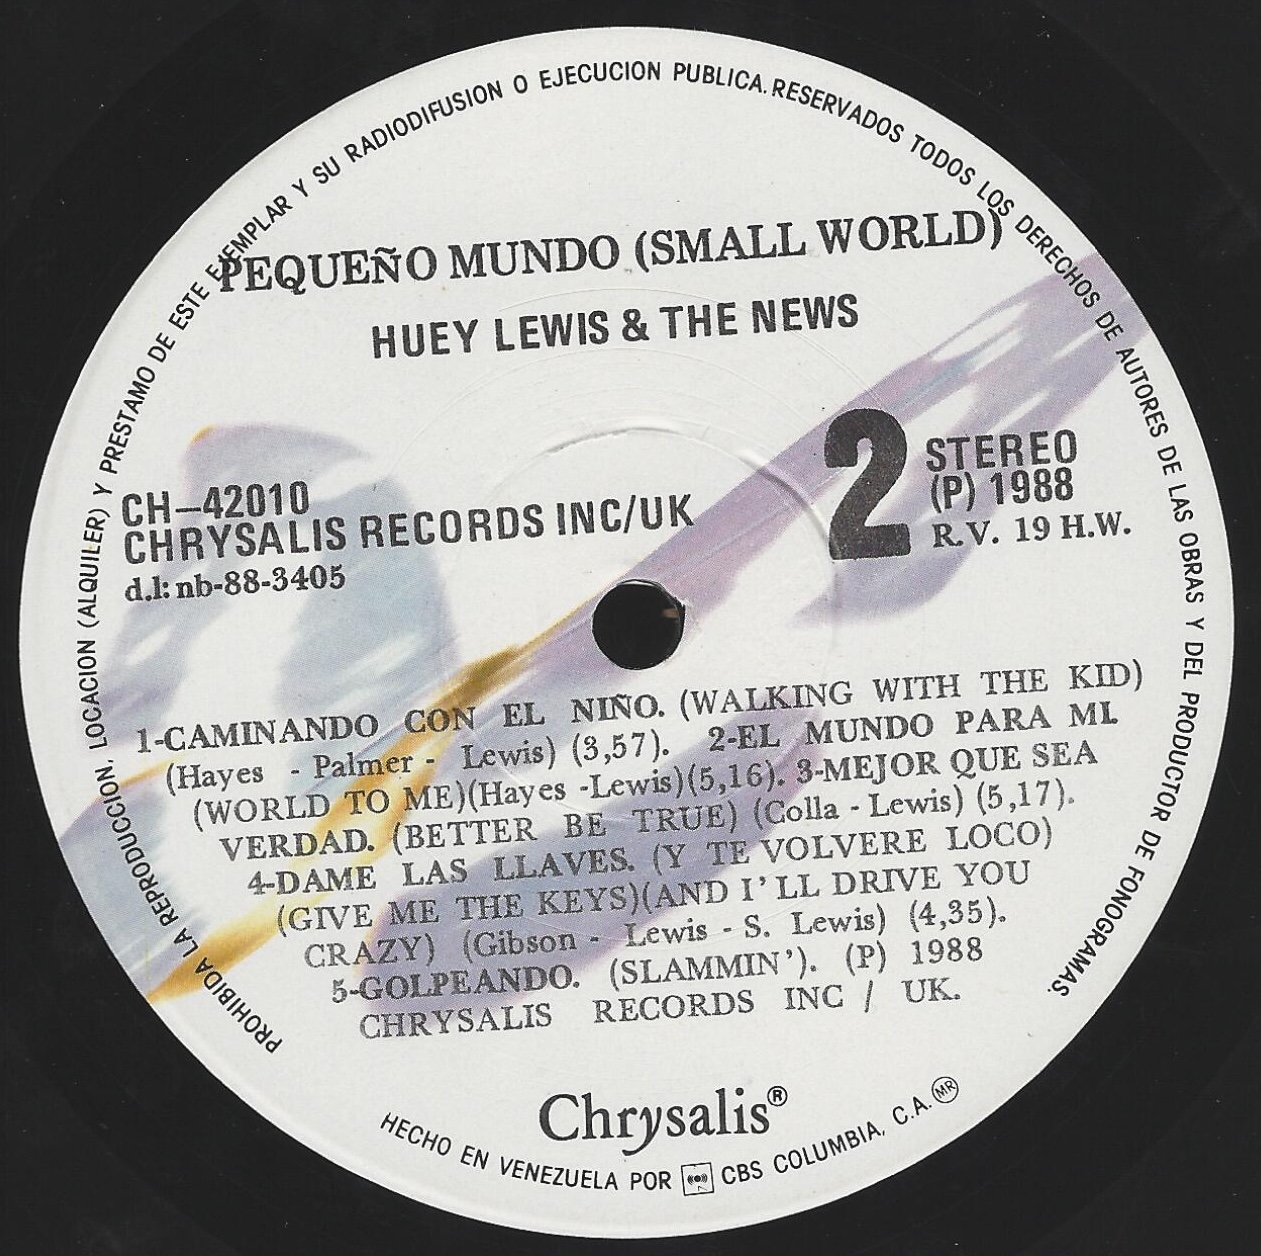 PROHIBIDA LA REPRODUCCION, LOCACION (ALQUILER) Y PRESTAMO DE ESTE EJEMPLAR Y SU RADIODIFUSION O EJECUCION PUBLICA. RESERVADOS TODOS LOS DERECHOS DE AUTORES DE LAS OBRAS Y DEL PRODUCTOR DE FONOGRAMAS.
PEQUEÑO MUNDO (SMALL WORLD)
HUEY LEWIS & THE NEWS
CH-42010
CHRYSALIS RECORDS INC/UK
d.l: nb-88-3405
2
STEREO
(P) 1988
R.V. 19 H.W.
1-CAMINANDO CON EL NIÑO. (WALKING WITH THE KID)
(Hayes - Palmer - Lewis) (3,57). 2-EL MUNDO PARA MI.
(WORLD TO ME)(Hayes -Lewis)(5,16). 3-MEJOR QUE SEA
VERDAD. (BETTER BE TRUE) (Colla - Lewis) (5,17).
4-DAME LAS LLAVES. (Y TE VOLVERE LOCO)
(GIVE ME THE KEYS)(AND I'LL DRIVE YOU
CRAZY) (Gibson - Lewis - S. Lewis) (4,35).
5-GOLPEANDO. (SLAMMIN'). (P) 1988
CHRYSALIS RECORDS INC / UK.
Chrysalis®
HECHO EN VENEZUELA POR CBS COLUMBIA, C.A. MR